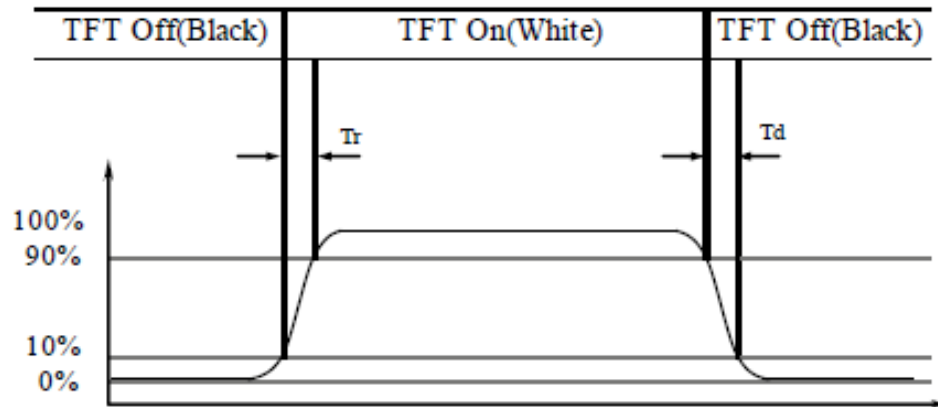 TFT Off(Black) TFT On(White) TFT Off(Black)
Tr Td
100%
90%
10%
0%